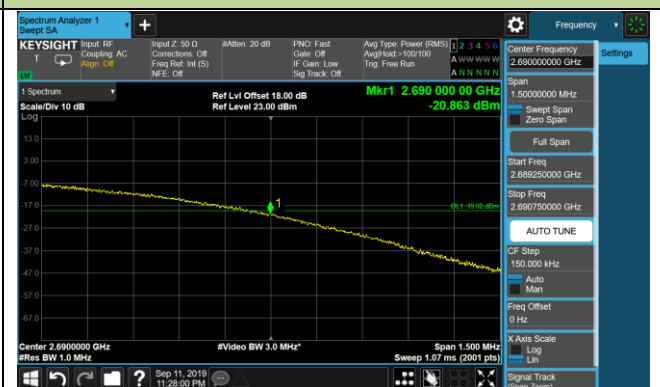 Spectrum Analyzer 1
Swept SA
+
Frequency
KEYSIGHT
T
LV
Input: RF
Coupling: AC
Align: Off
Input Z: 50 Ω
Corrections: Off
Freq Ref: Int (S)
NFE: Off
#Atten: 20 dB
PNO: Fast
Gate: Off
IF Gain: Low
Sig Track: Off
Avg Type: Power (RMS)
Avg|Hold >100/100
Trig: Free Run
1 2 3 4 5 6
A W W W W W
A N N N N N
1 Spectrum
Scale/Div 10 dB
Log
Ref Lvl Offset 18.00 dB
Ref Level 23.00 dBm
Mkr1 2.690 000 00 GHz
-20.863 dBm
13.0
3.00
-7.00
-17.0
-27.0
-37.0
-47.0
-57.0
-67.0
1
DL1 -19.02 dBm
Center 2.6900000 GHz
#Res BW 1.0 MHz
#Video BW 3.0 MHz*
Span 1.500 MHz
Sweep 1.07 ms (2001 pts)
Sep 11, 2019
11:28:00 PM
?
Center Frequency
2.690000000 GHz
Settings
Span
1.50000000 MHz
Swept Span
Zero Span
Full Span
Start Freq
2.689250000 GHz
Stop Freq
2.690750000 GHz
AUTO TUNE
CF Step
150.000 kHz
Auto
Man
Freq Offset
0 Hz
X Axis Scale
Log
Lin
Signal Track
(Span Zoom)